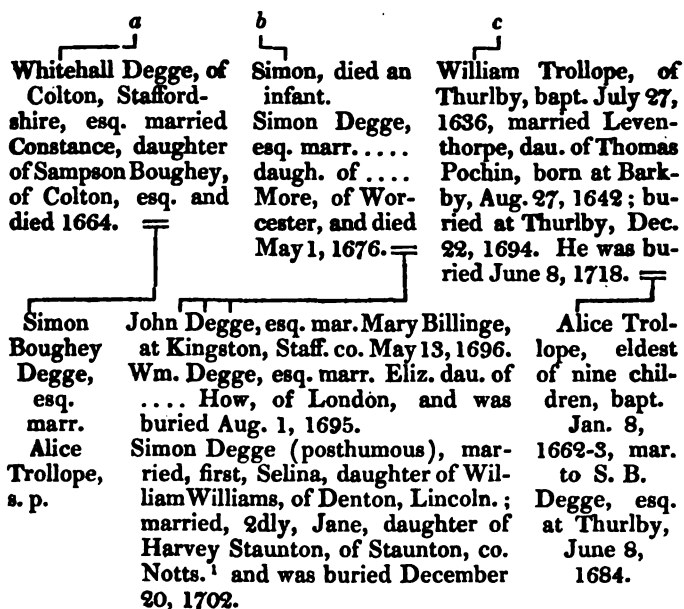 a
Whitehall Degge, of
Colton, Stafford-
shire, esq. married
Constance, daughter
of Sampson Boughey,
of Colton, esq. and
died 1664.
b
Simon, died an
infant.
Simon Degge,
esq. marr.....
daugh. of ....
More, of Wor-
cester, and died
May 1, 1676.
c
William Trollope, of
Thurlby, bapt. July 27,
1636, married Leven-
thorpe, dau. of Thomas
Pochin, born at Bark-
by, Aug. 27, 1642; bu-
ried at Thurlby, Dec.
22, 1694. He was bu-
ried June 8, 1718.
Simon
Boughey
Degge,
esq.
marr.
Alice
Trollope,
s. p.
John Degge, esq. mar. Mary Billinge,
at Kingston, Staff. co. May 13, 1696.
Wm. Degge, esq. marr. Eliz. dau. of
.... How, of London, and was
buried Aug. 1, 1695.
Simon Degge (posthumous), mar-
ried, first, Selina, daughter of Wil-
liam Williams, of Denton, Lincoln.;
married, 2dly, Jane, daughter of
Harvey Staunton, of Staunton, co.
Notts.¹ and was buried December
20, 1702.
Alice Trol-
lope, eldest
of nine chil-
dren, bapt.
Jan. 8,
1662-3, mar.
to S. B.
Degge, esq.
at Thurlby,
June 8,
1684.